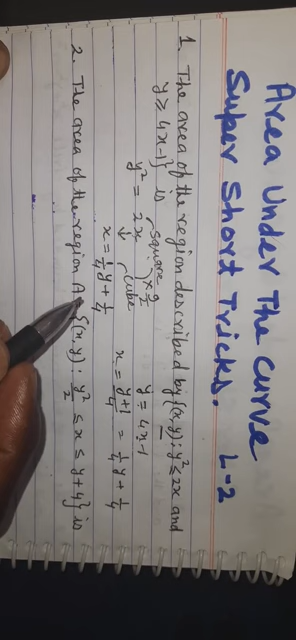 Area Under The Curve
Super Short Tricks. L-2
1. The area of the region described by {(x,y): y² ≤ 2x and
y ≥ 4x-1} is
y² = 2x
square
cube
) × 9/2
y = 4x-1
x = 1/4 y + 1/4
x = y+1/4 = 1/4 y + 1/4
2. The area of the region A {(x,y): y²/2 ≤ x ≤ y+4} is